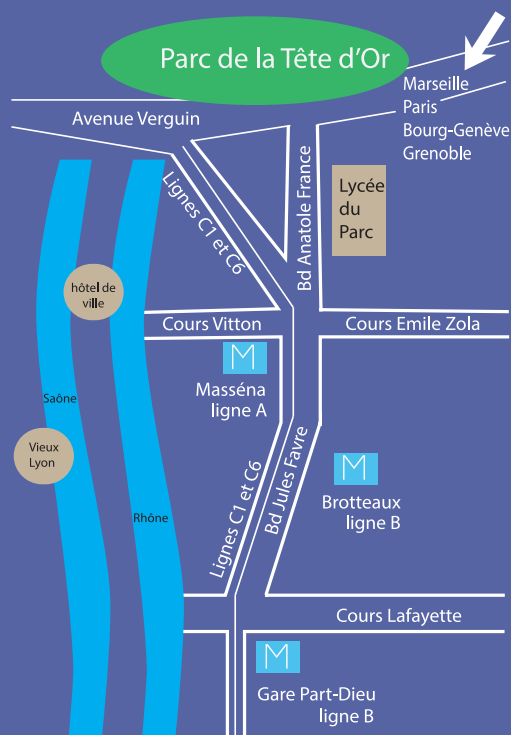 Parc de la Tête d’Or
Marseille
Paris
Bourg-Genève
Grenoble
Avenue Verguin
Lignes C1 et C6
Bd Anatole France
Lycée
du
Parc
hôtel de
ville
Cours Vitton
Cours Emile Zola
M
Masséna
ligne A
Saône
Vieux
Lyon
Lignes C1 et C6
Bd Jules Favre
M
Brotteaux
ligne B
Rhône
Cours Lafayette
M
Gare Part-Dieu
ligne B